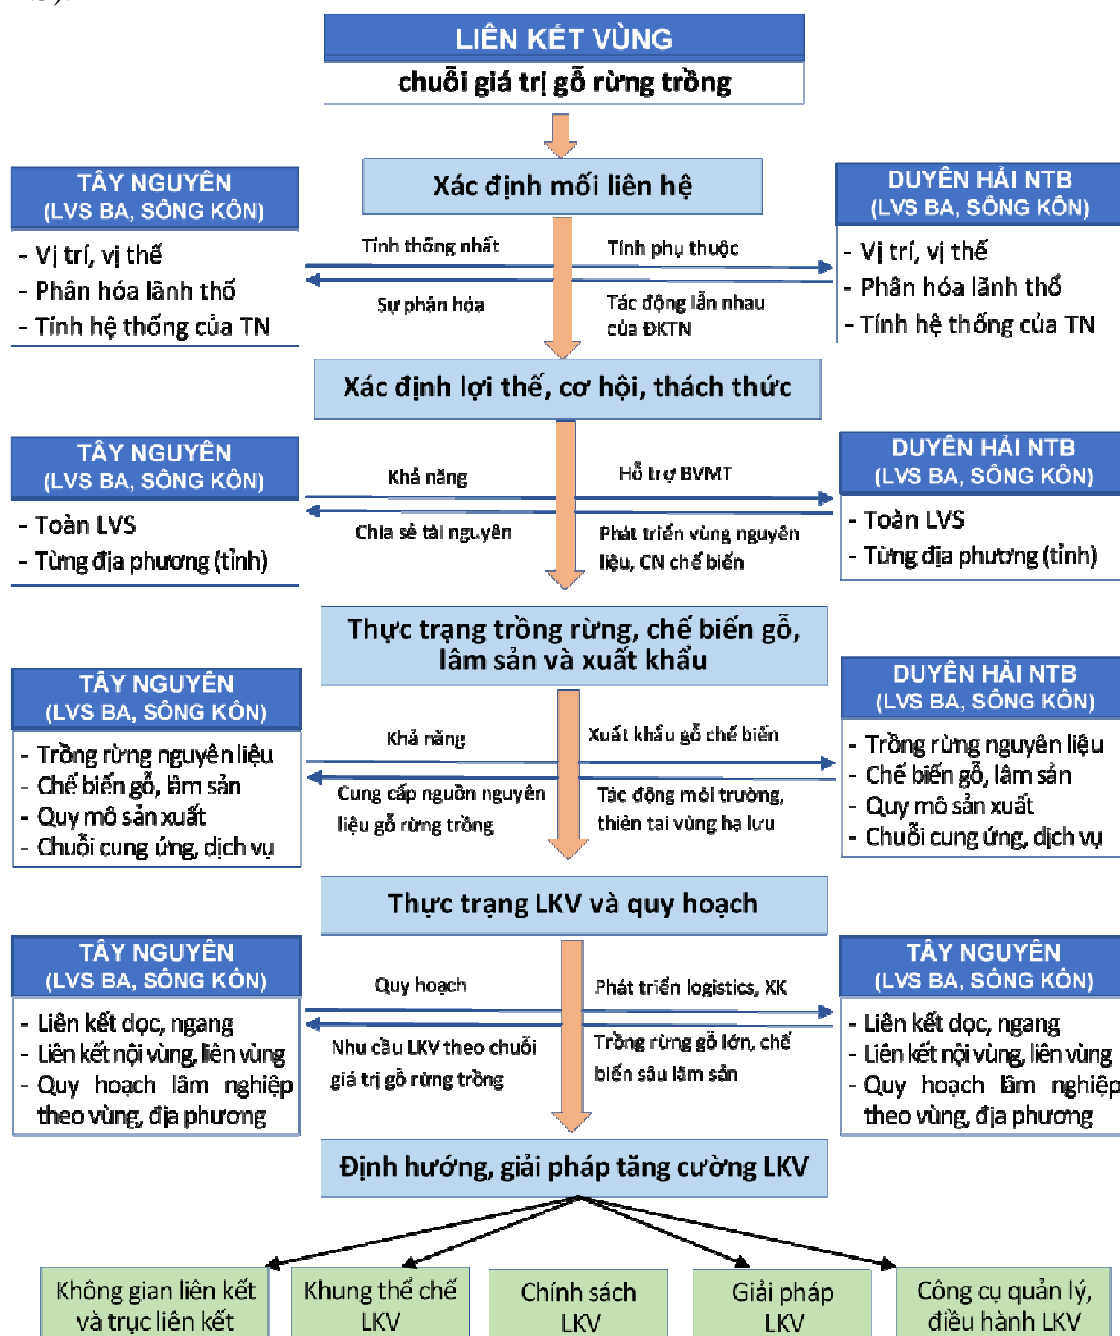 LIÊN KẾT VÙNG
chuỗi giá trị gỗ rừng trồng
Xác định mối liên hệ
TÂY NGUYÊN
(LVS BA, SÔNG KÔN)
- Vị trí, vị thế
- Phân hóa lãnh thổ
- Tính hệ thống của TN
Tính thống nhất
Tính phụ thuộc
Sự phân hóa
Tác động lẫn nhau
của ĐKTN
DUYÊN HẢI NTB
(LVS BA, SÔNG KÔN)
- Vị trí, vị thế
- Phân hóa lãnh thổ
- Tính hệ thống của TN
Xác định lợi thế, cơ hội, thách thức
TÂY NGUYÊN
(LVS BA, SÔNG KÔN)
- Toàn LVS
- Từng địa phương (tỉnh)
Khả năng
Hỗ trợ BVMT
Chia sẻ tài nguyên
Phát triển vùng nguyên
liệu, CN chế biến
DUYÊN HẢI NTB
(LVS BA, SÔNG KÔN)
- Toàn LVS
- Từng địa phương (tỉnh)
Thực trạng trồng rừng, chế biến gỗ,
lâm sản và xuất khẩu
TÂY NGUYÊN
(LVS BA, SÔNG KÔN)
- Trồng rừng nguyên liệu
- Chế biến gỗ, lâm sản
- Quy mô sản xuất
- Chuỗi cung ứng, dịch vụ
Khả năng
Xuất khẩu gỗ chế biến
Cung cấp nguồn nguyên
liệu gỗ rừng trồng
Tác động môi trường,
thiên tai vùng hạ lưu
DUYÊN HẢI NTB
(LVS BA, SÔNG KÔN)
- Trồng rừng nguyên liệu
- Chế biến gỗ, lâm sản
- Quy mô sản xuất
- Chuỗi cung ứng, dịch vụ
Thực trạng LKV và quy hoạch
TÂY NGUYÊN
(LVS BA, SÔNG KÔN)
- Liên kết dọc, ngang
- Liên kết nội vùng, liên vùng
- Quy hoạch lâm nghiệp
theo vùng, địa phương
Quy hoạch
Phát triển logistics, XK
Nhu cầu LKV theo chuỗi
giá trị gỗ rừng trồng
Trồng rừng gỗ lớn, chế
biến sâu lâm sản
TÂY NGUYÊN
(LVS BA, SÔNG KÔN)
- Liên kết dọc, ngang
- Liên kết nội vùng, liên vùng
- Quy hoạch lâm nghiệp
theo vùng, địa phương
Định hướng, giải pháp tăng cường LKV
Không gian liên kết
và trục liên kết
Khung thể chế
LKV
Chính sách
LKV
Giải pháp
LKV
Công cụ quản lý,
điều hành LKV